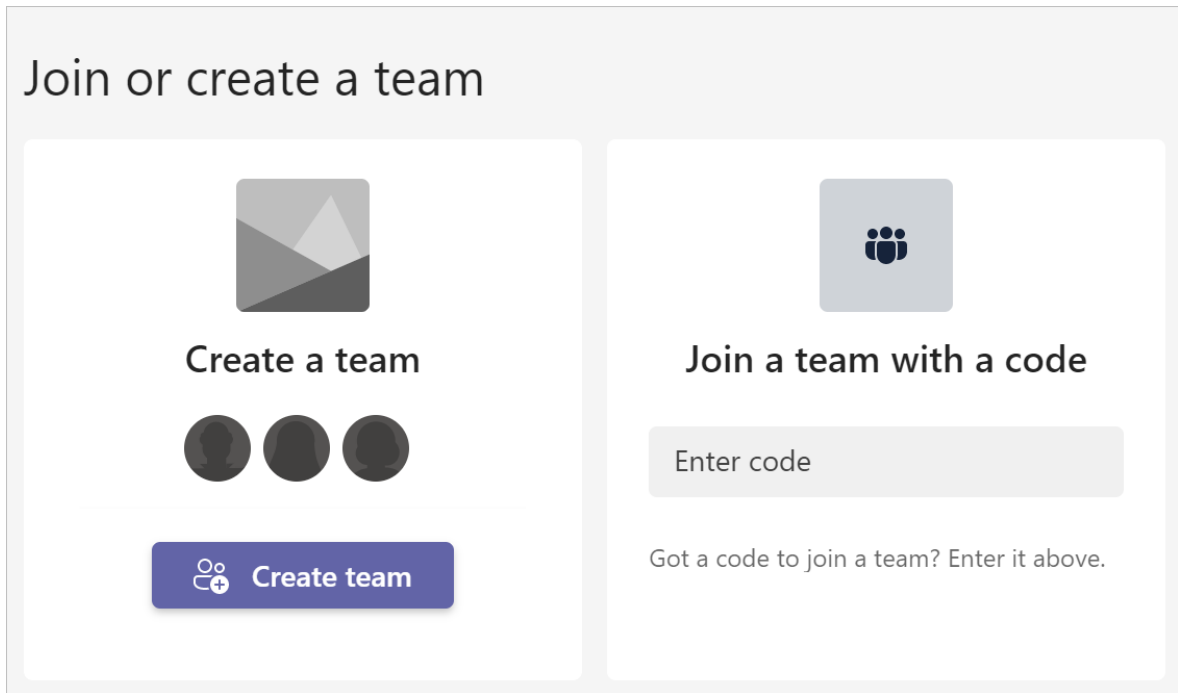 Join or create a team
Create a team
Create team
Join a team with a code
Enter code
Got a code to join a team? Enter it above.